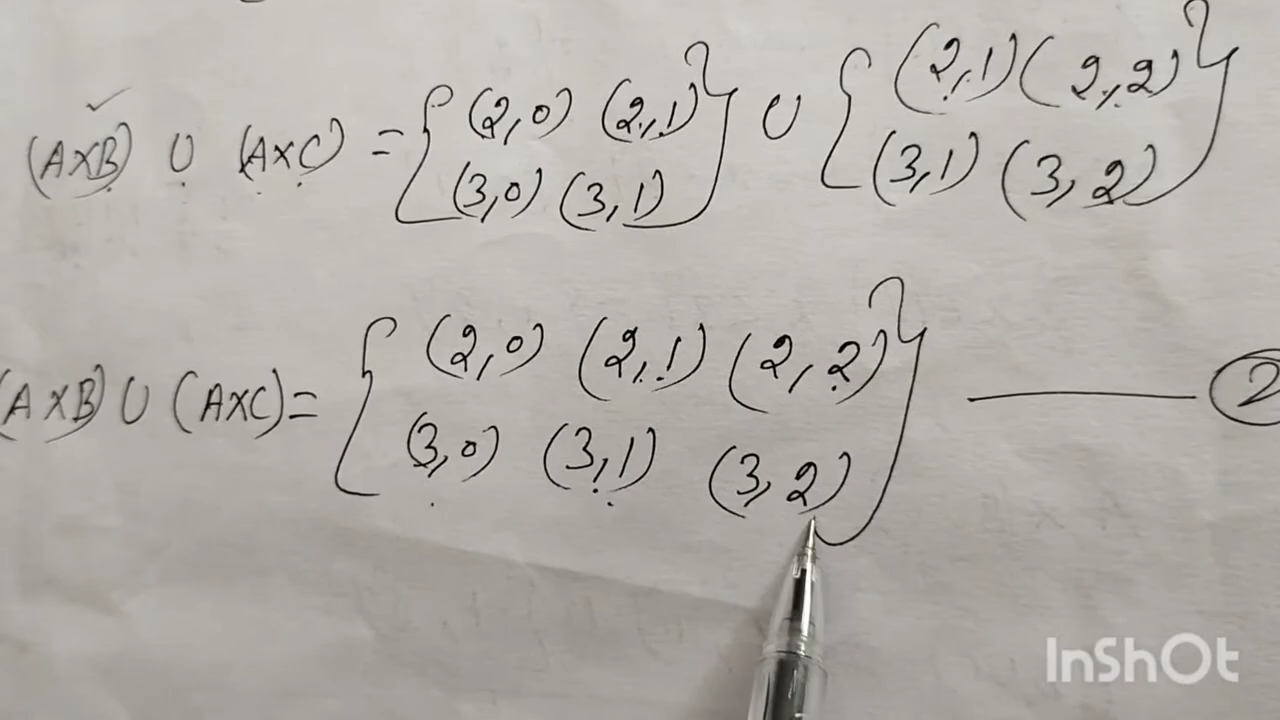 (A×B) ∪ (A×C) = {(2,0) (2,1) (3,0) (3,1)} ∪ {(2,1) (2,2) (3,1) (3,2)}
(A×B) ∪ (A×C) = {(2,0) (2,1) (2,2) (3,0) (3,1) (3,2)} —— 2
InShOt